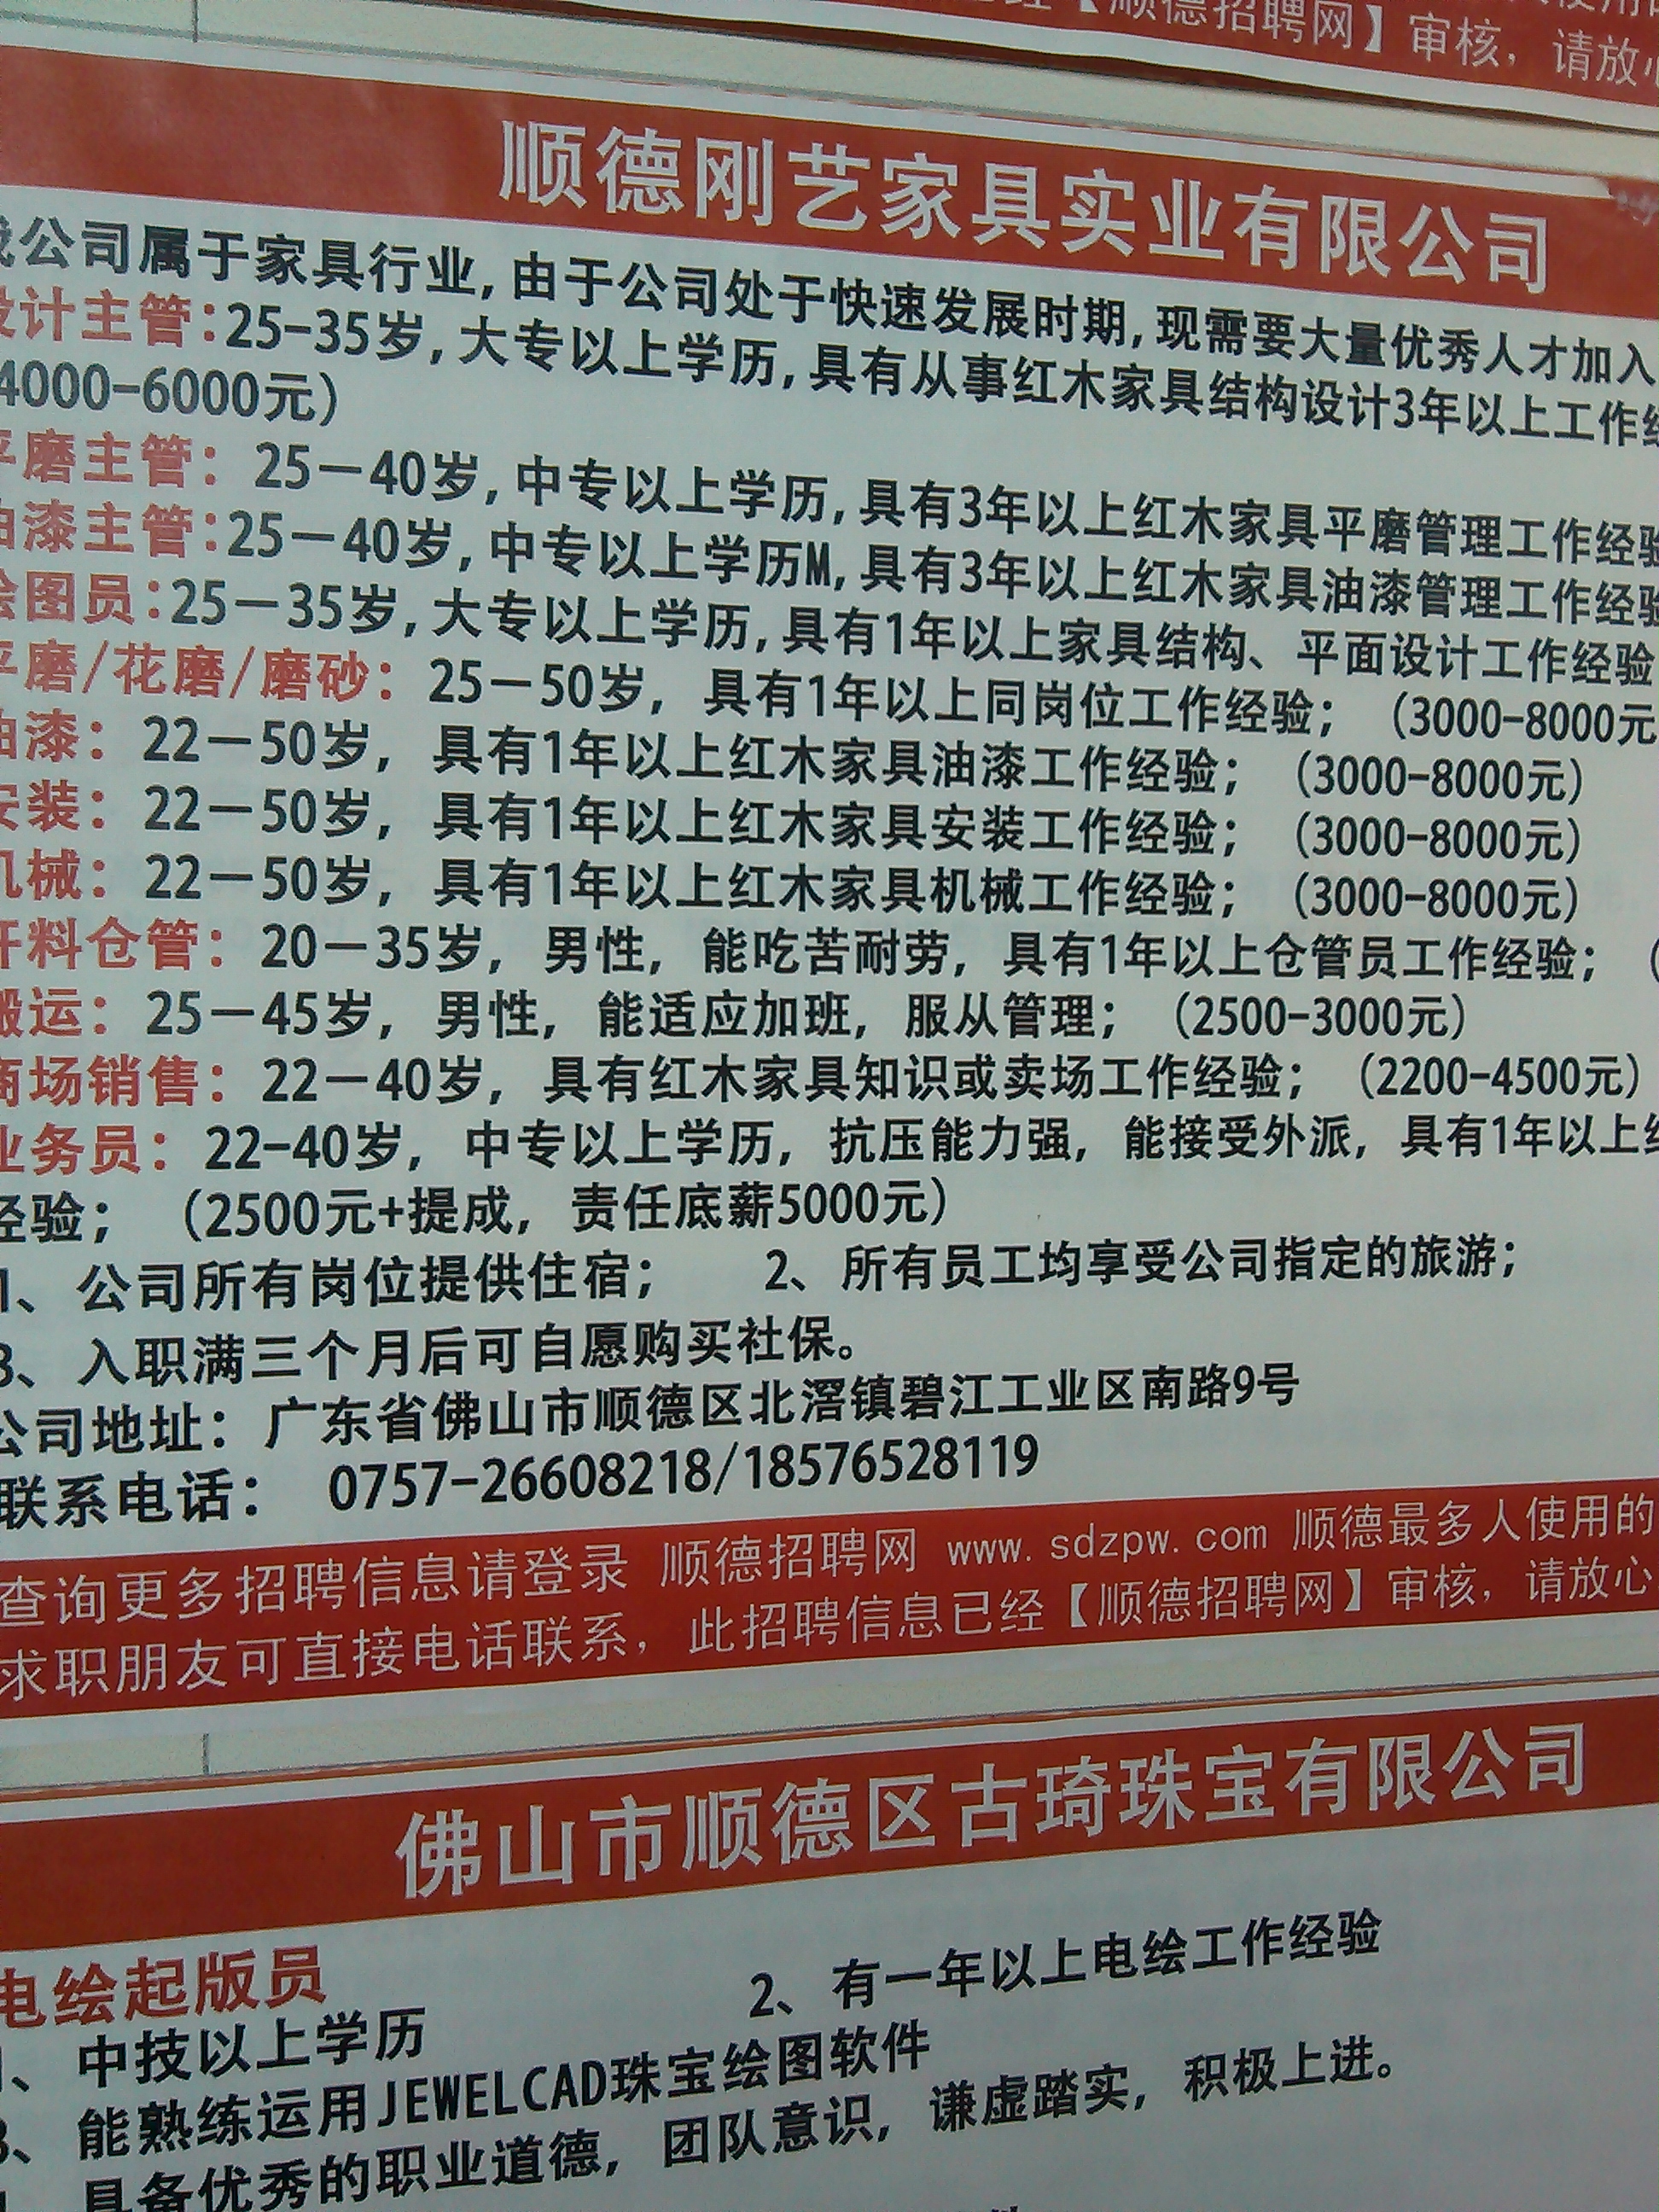 【顺德招聘网】审核，请放心
顺德刚艺家具实业有限公司
我公司属于家具行业,由于公司处于快速发展时期,现需要大量优秀人才加入
设计主管:25-35岁,大专以上学历,具有从事红木家具结构设计3年以上工作经
4000-6000元）
平磨主管： 25－40岁,中专以上学历,具有3年以上红木家具平磨管理工作经验
油漆主管:25－40岁,中专以上学历M,具有3年以上红木家具油漆管理工作经验
绘图员:25－35岁,大专以上学历,具有1年以上家具结构、平面设计工作经验
平磨/花磨/磨砂： 25－50岁，具有1年以上同岗位工作经验；（3000-8000元
油漆： 22－50岁，具有1年以上红木家具油漆工作经验；（3000-8000元）
安装： 22－50岁，具有1年以上红木家具安装工作经验；（3000-8000元）
机械： 22－50岁，具有1年以上红木家具机械工作经验；（3000-8000元）
开料仓管： 20－35岁，男性，能吃苦耐劳，具有1年以上仓管员工作经验；（
搬运： 25－45岁，男性，能适应加班，服从管理；（2500-3000元）
商场销售： 22－40岁，具有红木家具知识或卖场工作经验；（2200-4500元）
业务员： 22-40岁，中专以上学历，抗压能力强，能接受外派，具有1年以上红
经验；（2500元+提成，责任底薪5000元）
1、公司所有岗位提供住宿； 2、所有员工均享受公司指定的旅游；
3、入职满三个月后可自愿购买社保。
公司地址：广东省佛山市顺德区北滘镇碧江工业区南路9号
联系电话： 0757-26608218/18576528119
查询更多招聘信息请登录 顺德招聘网 www.sdzpw.com 顺德最多人使用的
求职朋友可直接电话联系，此招聘信息已经【顺德招聘网】审核，请放心
佛山市顺德区古琦珠宝有限公司
电绘起版员
1、中技以上学历 2、有一年以上电绘工作经验
3、能熟练运用JEWELCAD珠宝绘图软件
具备优秀的职业道德，团队意识，谦虚踏实，积极上进。